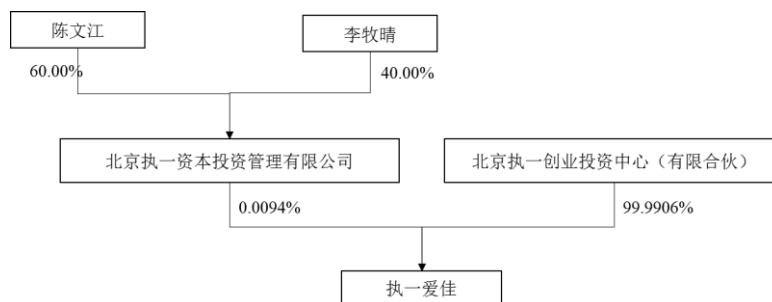 陈文江
李牧晴
60.00%
40.00%
北京执一资本投资管理有限公司
北京执一创业投资中心（有限合伙）
0.0094%
99.9906%
执一爱佳